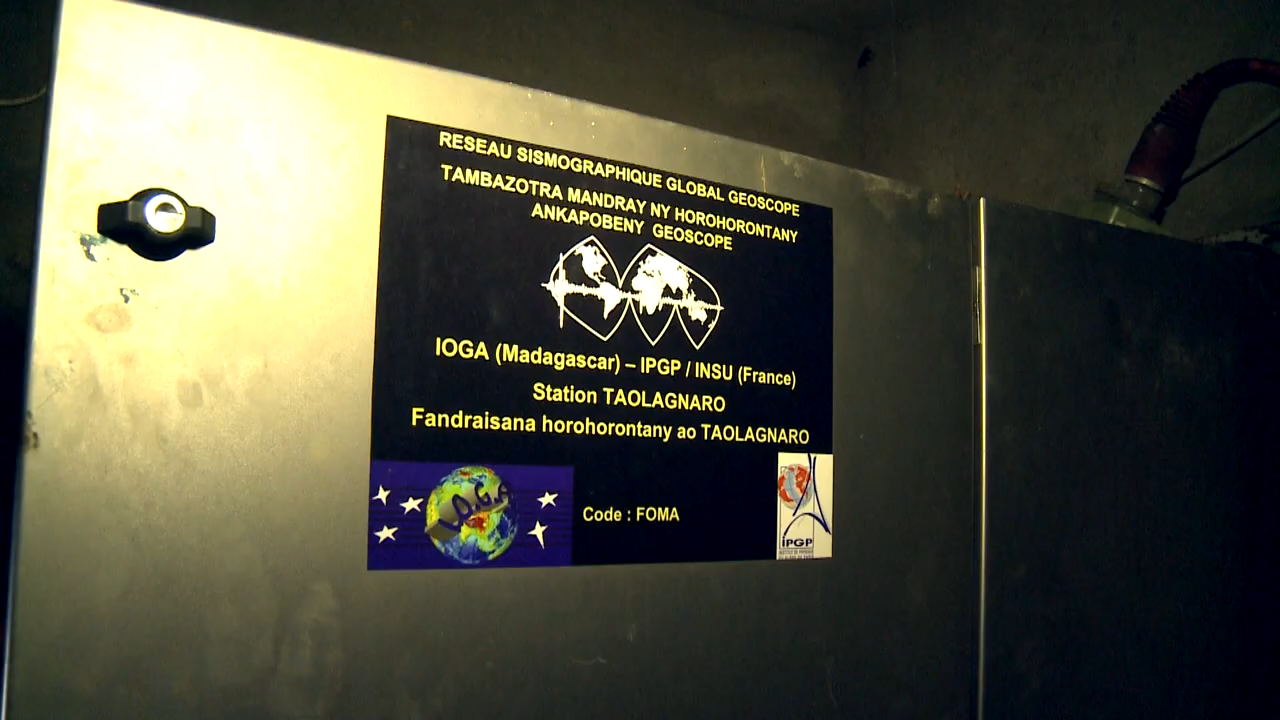 RESEAU SISMOGRAPHIQUE GLOBAL GEOSCOPE
TAMBAZOTRA MANDRAY NY HOROHORONTANY
ANKAPOBENY GEOSCOPE
IOGA (Madagascar) – IPGP / INSU (France)
Station TAOLAGNARO
Fandraisana horohorontany ao TAOLAGNARO
I.O.G.A
Code : FOMA
iPGP